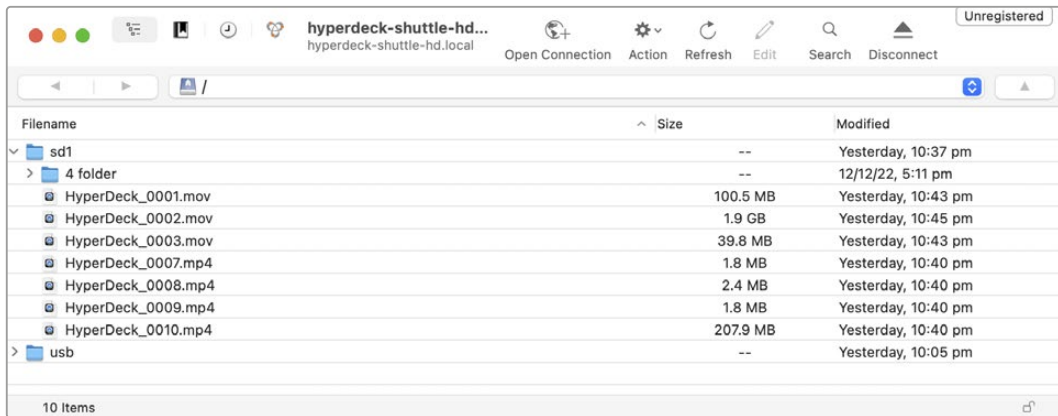 Unregistered
hyperdeck-shuttle-hd...
hyperdeck-shuttle-hd.local
Open Connection Action Refresh Edit Search Disconnect
/
Filename Size Modified
sd1 -- Yesterday, 10:37 pm
4 folder -- 12/12/22, 5:11 pm
HyperDeck_0001.mov 100.5 MB Yesterday, 10:43 pm
HyperDeck_0002.mov 1.9 GB Yesterday, 10:45 pm
HyperDeck_0003.mov 39.8 MB Yesterday, 10:43 pm
HyperDeck_0007.mp4 1.8 MB Yesterday, 10:40 pm
HyperDeck_0008.mp4 2.4 MB Yesterday, 10:40 pm
HyperDeck_0009.mp4 1.8 MB Yesterday, 10:40 pm
HyperDeck_0010.mp4 207.9 MB Yesterday, 10:40 pm
usb -- Yesterday, 10:05 pm
10 Items